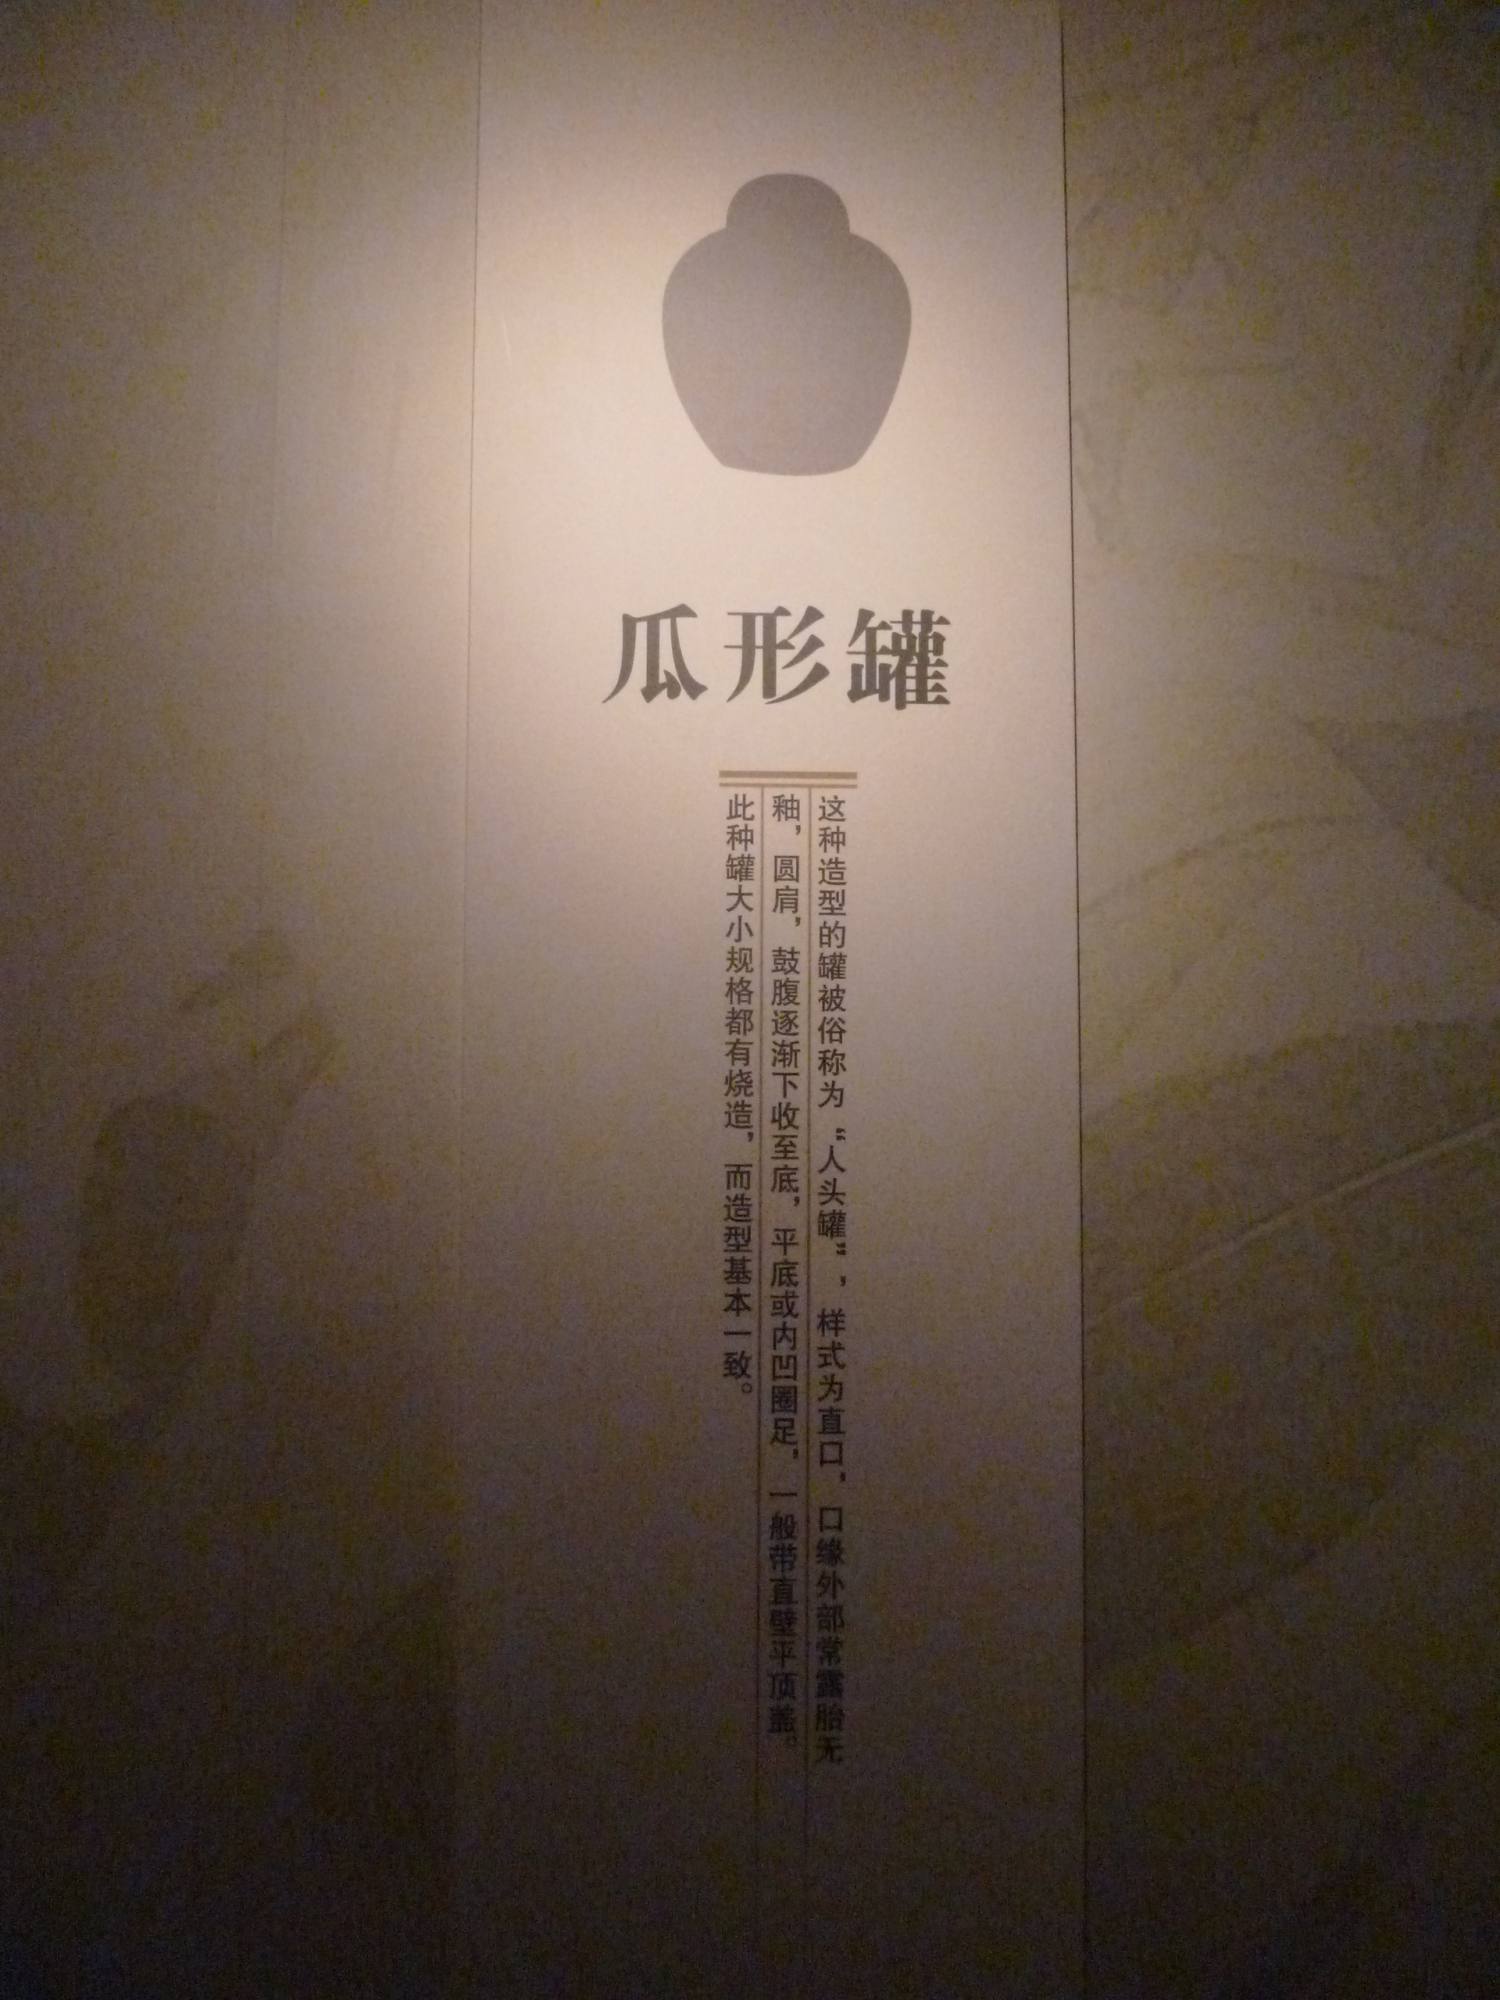 瓜形罐
这种造型的罐被俗称为“人头罐”，样式为直口，口缘外部常露胎无
釉，圆肩，鼓腹逐渐下收至底，平底或内凹圈足，一般带直壁平顶盖。
此种罐大小规格都有烧造，而造型基本一致。